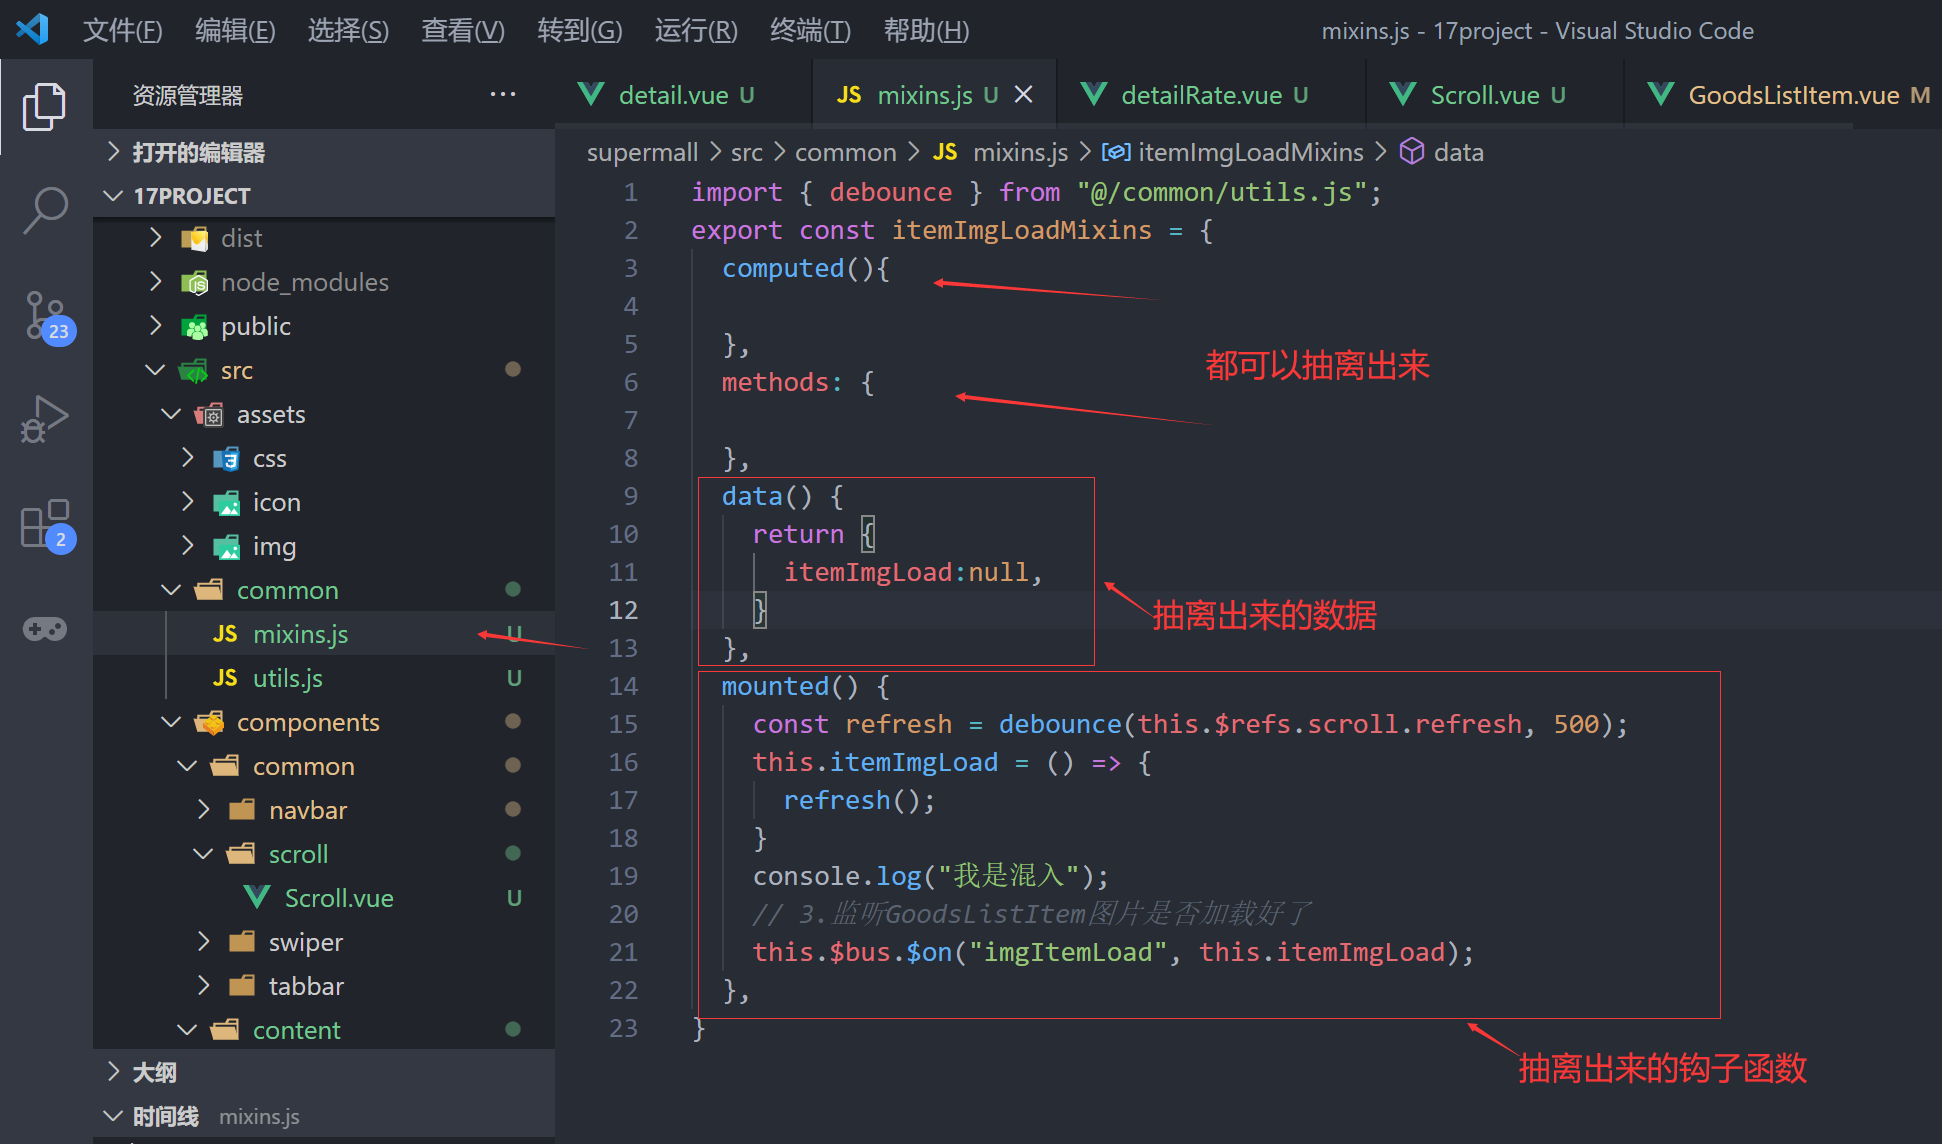 文件(F) 编辑(E) 选择(S) 查看(V) 转到(G) 运行(R) 终端(T) 帮助(H) mixins.js - 17project - Visual Studio Code
资源管理器 ···
detail.vue U JS mixins.js U detailRate.vue U Scroll.vue U GoodsListItem.vue M
打开的编辑器
17PROJECT
dist
node_modules
public
src
assets
css
icon
img
common
JS mixins.js U
JS utils.js U
components
common
navbar
scroll
Scroll.vue U
swiper
tabbar
content
大纲
时间线 mixins.js
23
2
supermall > src > common > JS mixins.js > itemImgLoadMixins > data
1 import { debounce } from "@/common/utils.js";
2 export const itemImgLoadMixins = {
3 computed(){
4
5 },
6 methods: {
7
8 },
9 data() {
10 return {
11 itemImgLoad:null,
12 }
13 },
14 mounted() {
15 const refresh = debounce(this.$refs.scroll.refresh, 500);
16 this.itemImgLoad = () => {
17 refresh();
18 }
19 console.log("我是混入");
20 // 3.监听GoodsListItem图片是否加载好了
21 this.$bus.$on("imgItemLoad", this.itemImgLoad);
22 },
23 }
都可以抽离出来
抽离出来的数据
抽离出来的钩子函数